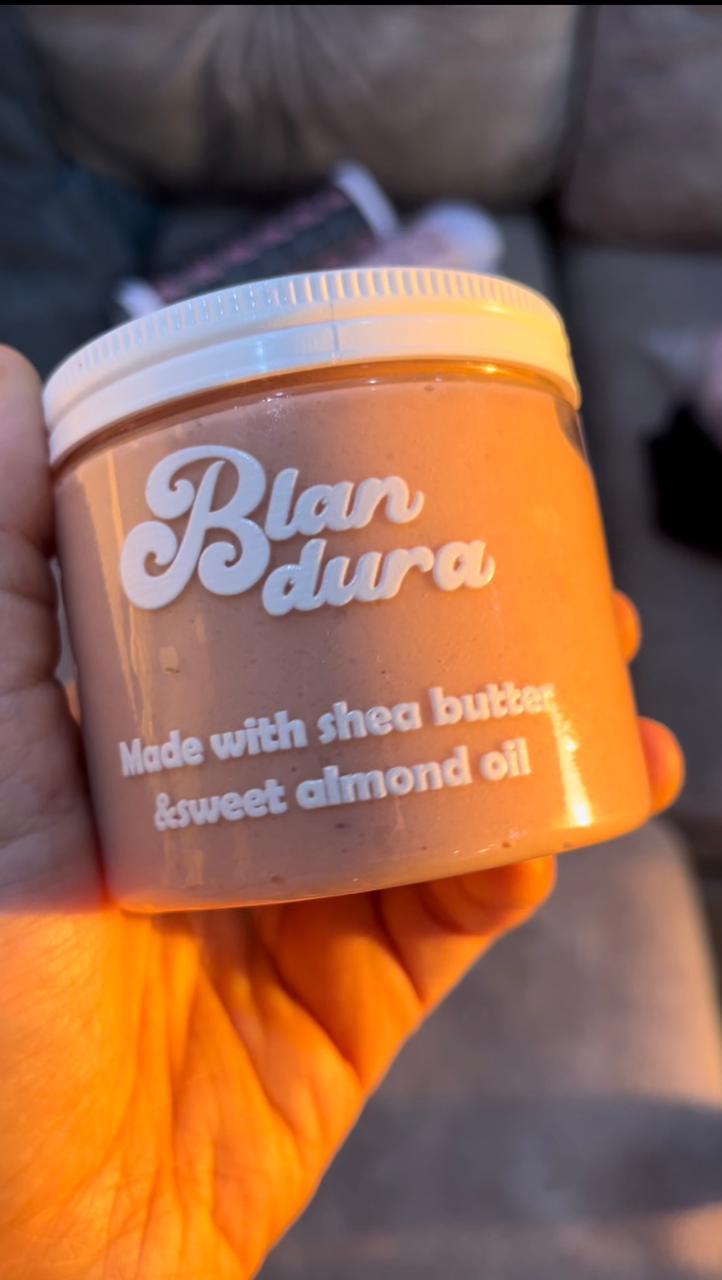 Blan
dura
Made with shea butter
&sweet almond oil